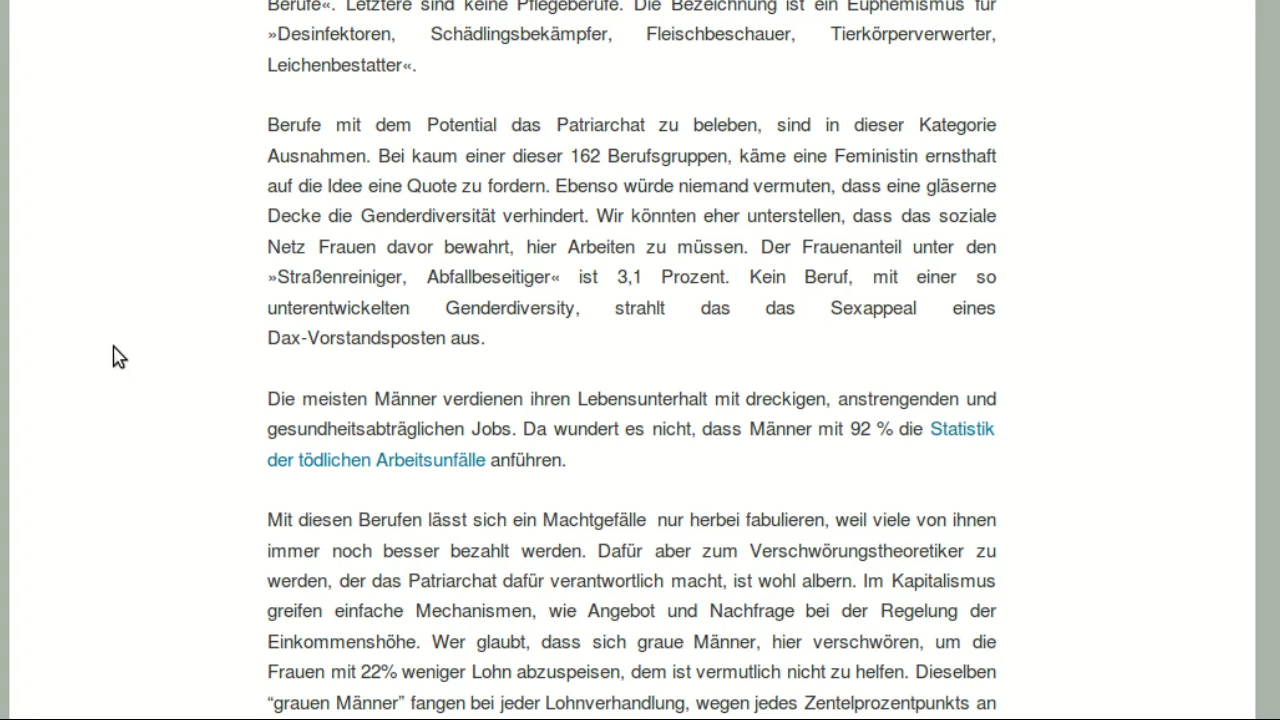 Berufe«. Letztere sind keine Pflegeberufe. Die Bezeichnung ist ein Euphemismus für
»Desinfektoren, Schädlingsbekämpfer, Fleischbeschauer, Tierkörperverwerter,
Leichenbestatter«.
Berufe mit dem Potential das Patriarchat zu beleben, sind in dieser Kategorie
Ausnahmen. Bei kaum einer dieser 162 Berufsgruppen, käme eine Feministin ernsthaft
auf die Idee eine Quote zu fordern. Ebenso würde niemand vermuten, dass eine gläserne
Decke die Genderdiversität verhindert. Wir könnten eher unterstellen, dass das soziale
Netz Frauen davor bewahrt, hier Arbeiten zu müssen. Der Frauenanteil unter den
»Straßenreiniger, Abfallbeseitiger« ist 3,1 Prozent. Kein Beruf, mit einer so
unterentwickelten Genderdiversity, strahlt das das Sexappeal eines
Dax-Vorstandsposten aus.
Die meisten Männer verdienen ihren Lebensunterhalt mit dreckigen, anstrengenden und
gesundheitsabträglichen Jobs. Da wundert es nicht, dass Männer mit 92 % die Statistik
der tödlichen Arbeitsunfälle anführen.
Mit diesen Berufen lässt sich ein Machtgefälle nur herbei fabulieren, weil viele von ihnen
immer noch besser bezahlt werden. Dafür aber zum Verschwörungstheoretiker zu
werden, der das Patriarchat dafür verantwortlich macht, ist wohl albern. Im Kapitalismus
greifen einfache Mechanismen, wie Angebot und Nachfrage bei der Regelung der
Einkommenshöhe. Wer glaubt, dass sich graue Männer, hier verschwören, um die
Frauen mit 22% weniger Lohn abzuspeisen, dem ist vermutlich nicht zu helfen. Dieselben
“grauen Männer” fangen bei jeder Lohnverhandlung, wegen jedes Zentelprozentpunkts an